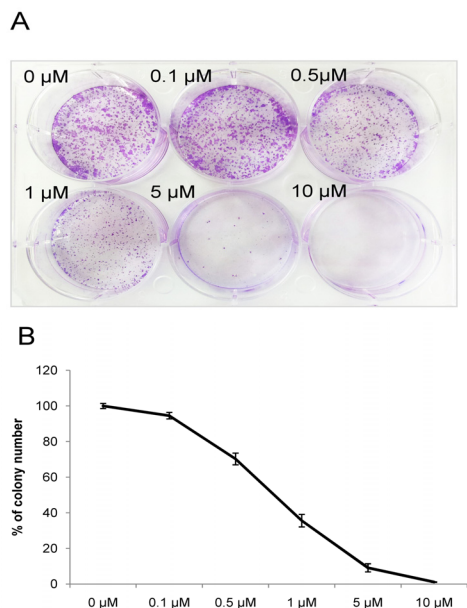 A
0 µM 0.1 µM 0.5µM
1 µM 5 µM 10 µM
B
% of colony number
120
100
80
60
40
20
0
0 µM 0.1 µM 0.5 µM 1 µM 5 µM 10 µM